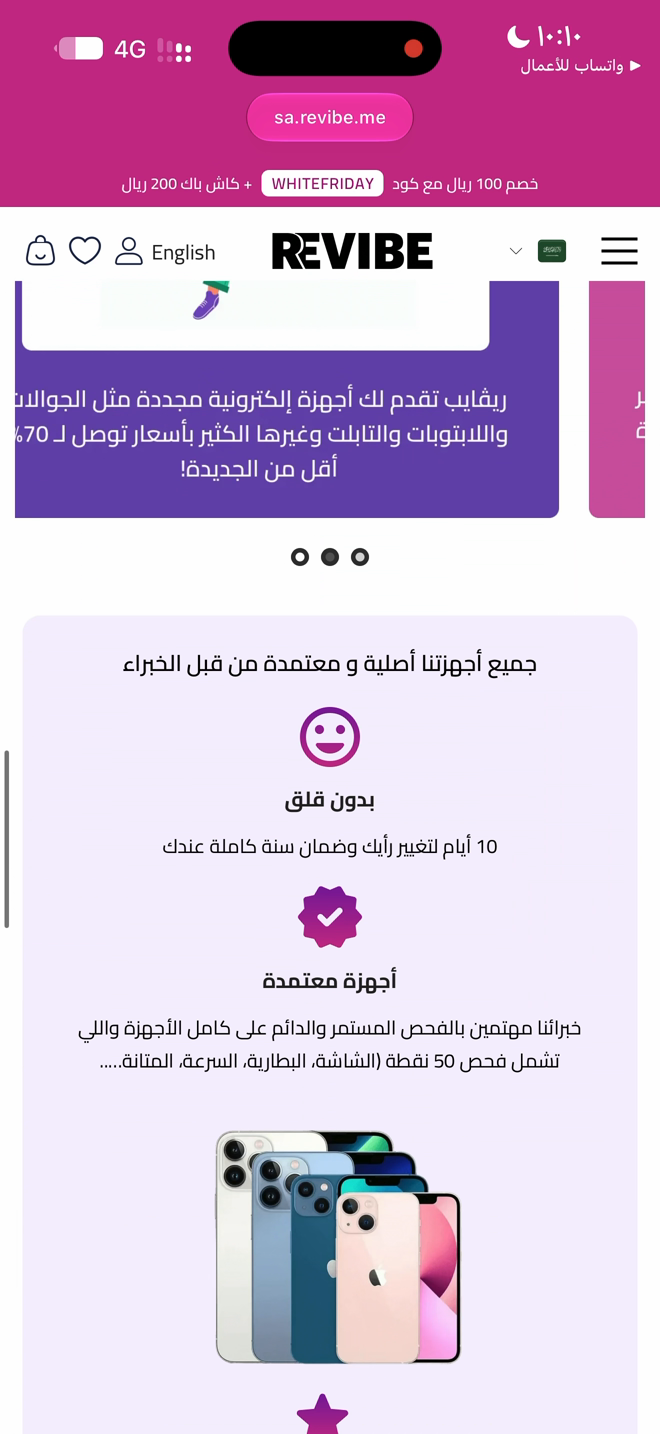 ١٠:١٠
4G
واتساب للأعمال
sa.revibe.me
خصم 100 ريال مع كود WHITEFRIDAY + كاش باك 200 ريال
English
REVIBE
ريڤايب تقدم لك أجهزة إلكترونية مجددة مثل
واللابتوبات والتابلت وغيرها الكثير بأسعار توصل لـ 70%
أقل من الجديدة!
جميع أجهزتنا أصلية و معتمدة من قبل الخبراء
بدون قلق
10 أيام لتغيير رأيك وضمان سنة كاملة عندك
أجهزة معتمدة
خبرائنا مهتمين بالفحص المستمر والدائم على كامل الأجهزة واللي
تشمل فحص 50 نقطة (الشاشة، البطارية، السرعة، المتانة.....